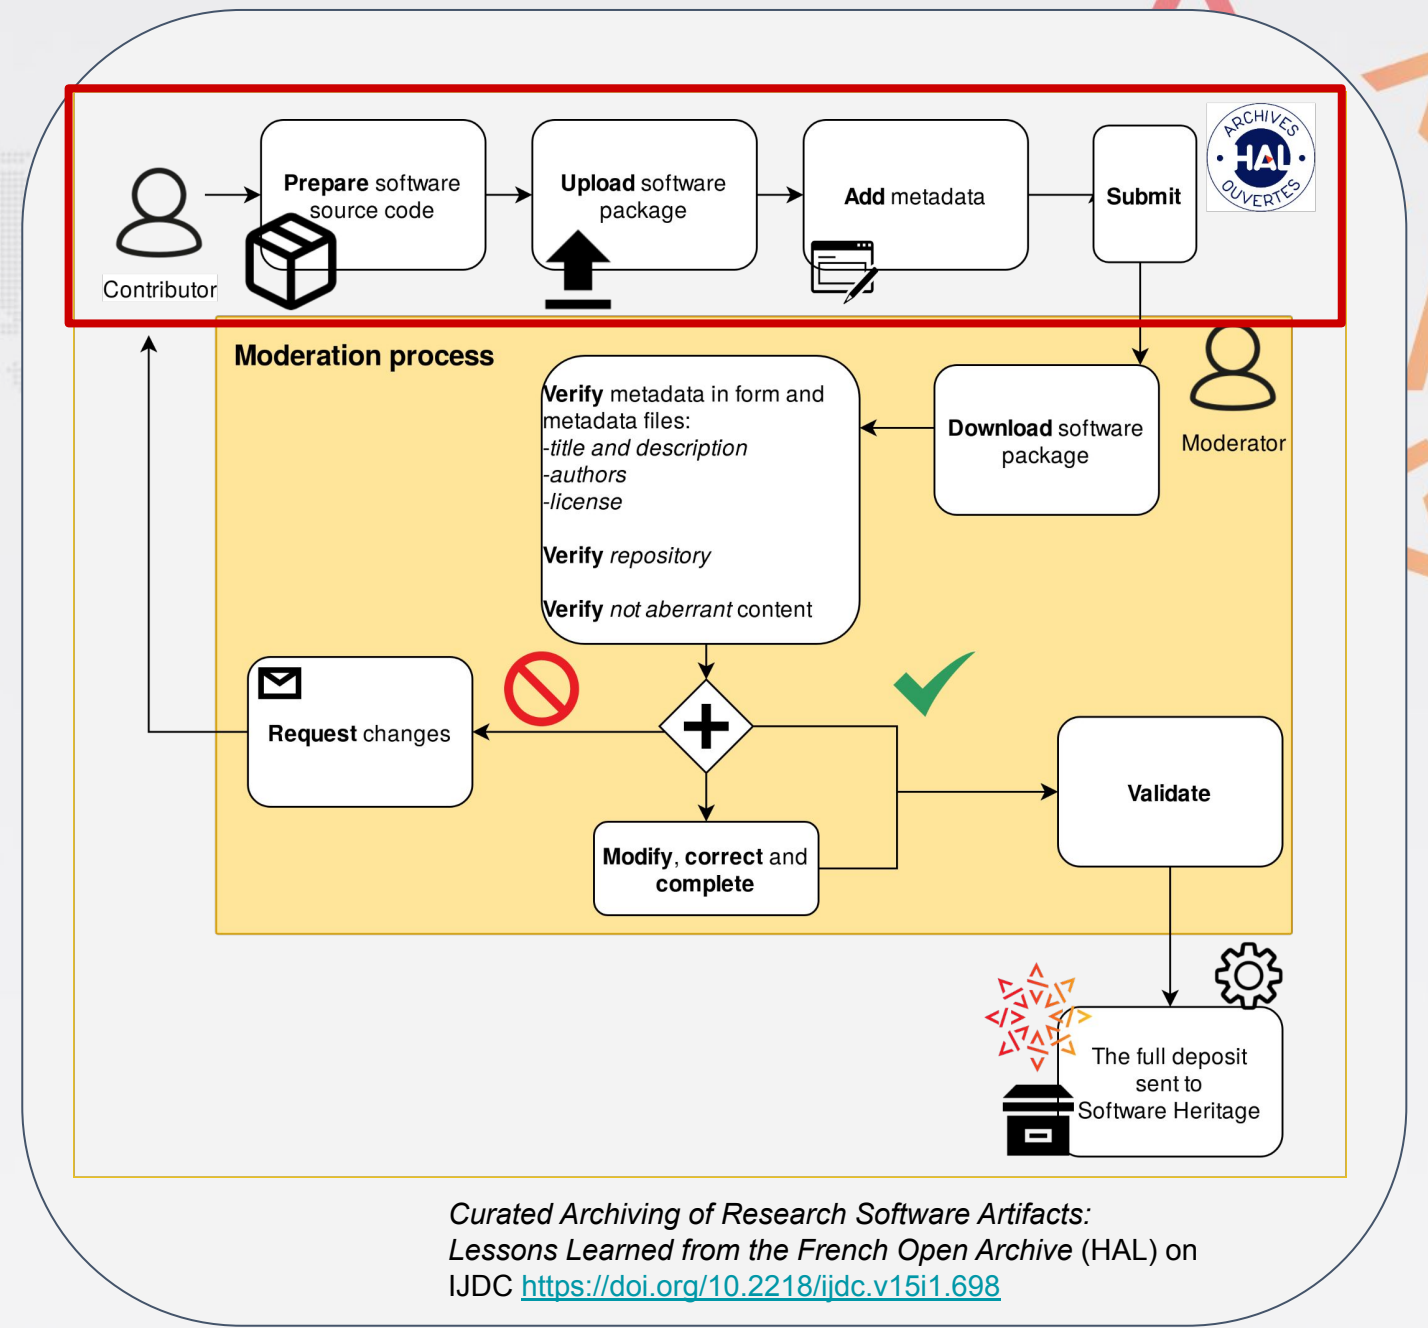 ARCHIVES
HAL
OUVERTES
Prepare software
source code
Upload software
package
Add metadata
Submit
Contributor
Moderation process
Verify metadata in form and
metadata files:
-title and description
-authors
-license
Verify repository
Verify not aberrant content
Download software
package
Moderator
Request changes
Modify, correct and
complete
Validate
The full deposit
sent to
Software Heritage
Curated Archiving of Research Software Artifacts:
Lessons Learned from the French Open Archive (HAL) on
IJDC https://doi.org/10.2218/ijdc.v15i1.698